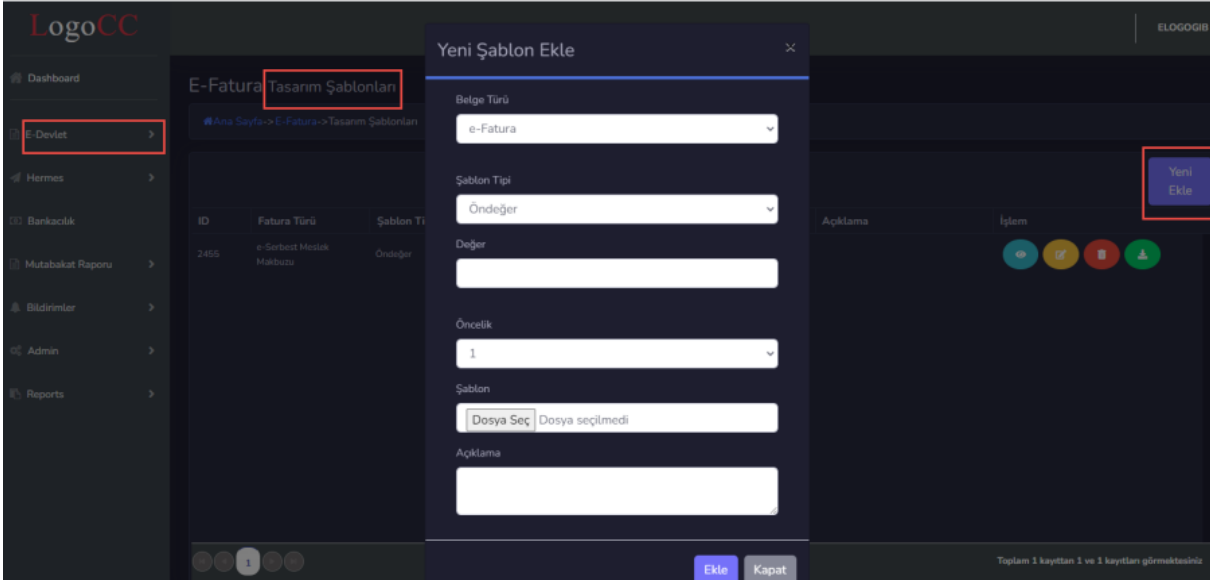 LogoCC
ELOGOGIB
Dashboard
E-Devlet
Hermes
Bankacılık
Mutabakat Raporu
Bildirimler
Admin
Reports
E-Fatura Tasarım Şablonları
Ana Sayfa->E-Fatura->Tasarım Şablonları
Yeni
Ekle
ID
Fatura Türü
Şablon Ti
Açıklama
İşlem
2455
e-Serbest Meslek
Makbuzu
Öndeğer
Yeni Şablon Ekle
Belge Türü
e-Fatura
Şablon Tipi
Öndeğer
Değer
Öncelik
1
Şablon
Dosya Seç Dosya seçilmedi
Açıklama
Ekle
Kapat
1
Toplam 1 kayıttan 1 ve 1 kayıtları görmektesiniz